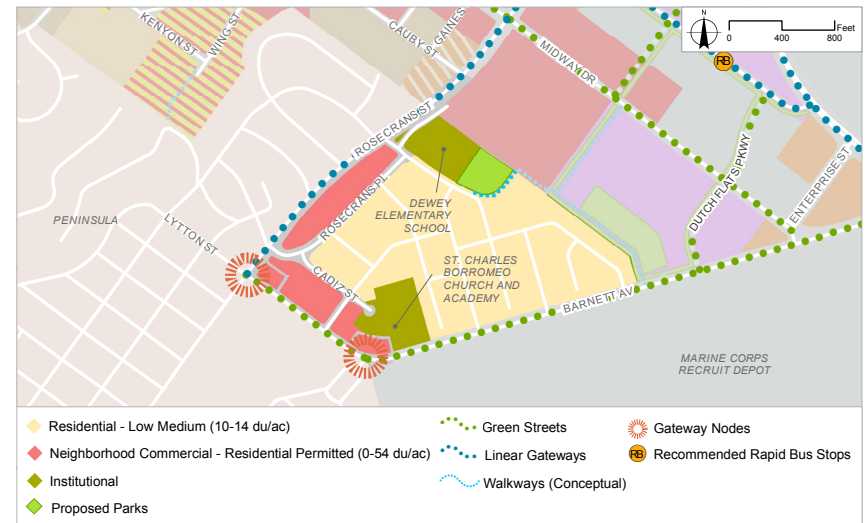 KENYON ST
WING ST
CAUBY ST
GAINES
MIDWAY DR
N
0 400 800 Feet
RB
ROSECRANS ST
DUTCH FLATS PKWY
ENTERPRISE ST
PENINSULA
LYTTON ST
ROSECRANS PL
DEWEY
ELEMENTARY
SCHOOL
CADIZ ST
ST. CHARLES
BORROMEO
CHURCH AND
ACADEMY
BARNETT AV
MARINE CORPS
RECRUIT DEPOT
Residential - Low Medium (10-14 du/ac)
Neighborhood Commercial - Residential Permitted (0-54 du/ac)
Institutional
Proposed Parks
Green Streets
Linear Gateways
Walkways (Conceptual)
Gateway Nodes
RB Recommended Rapid Bus Stops